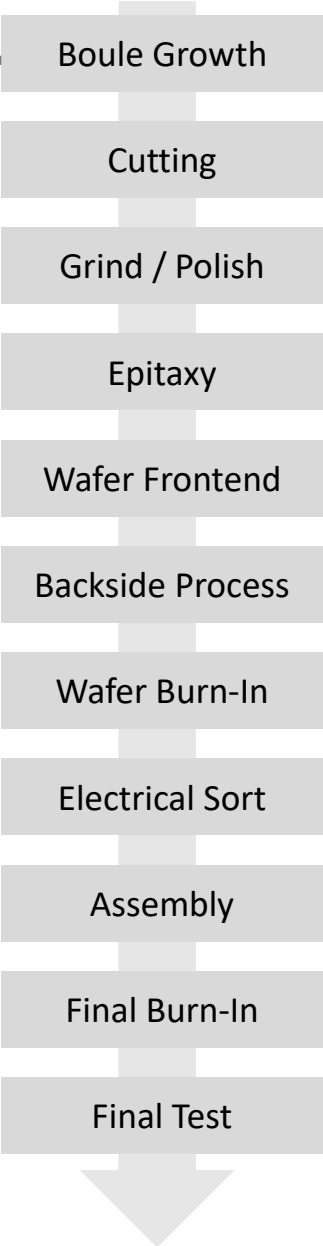 Boule Growth
Cutting
Grind / Polish
Epitaxy
Wafer Frontend
Backside Process
Wafer Burn-In
Electrical Sort
Assembly
Final Burn-In
Final Test